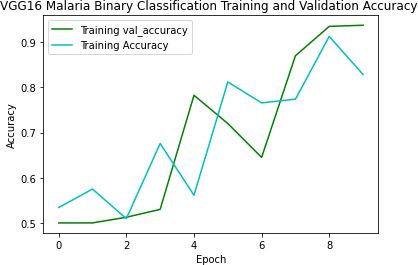 VGG16 Malaria Binary Classification Training and Validation Accuracy
Training val_accuracy
Training Accuracy
Accuracy
0.9
0.8
0.7
0.6
0.5
0 2 4 6 8
Epoch